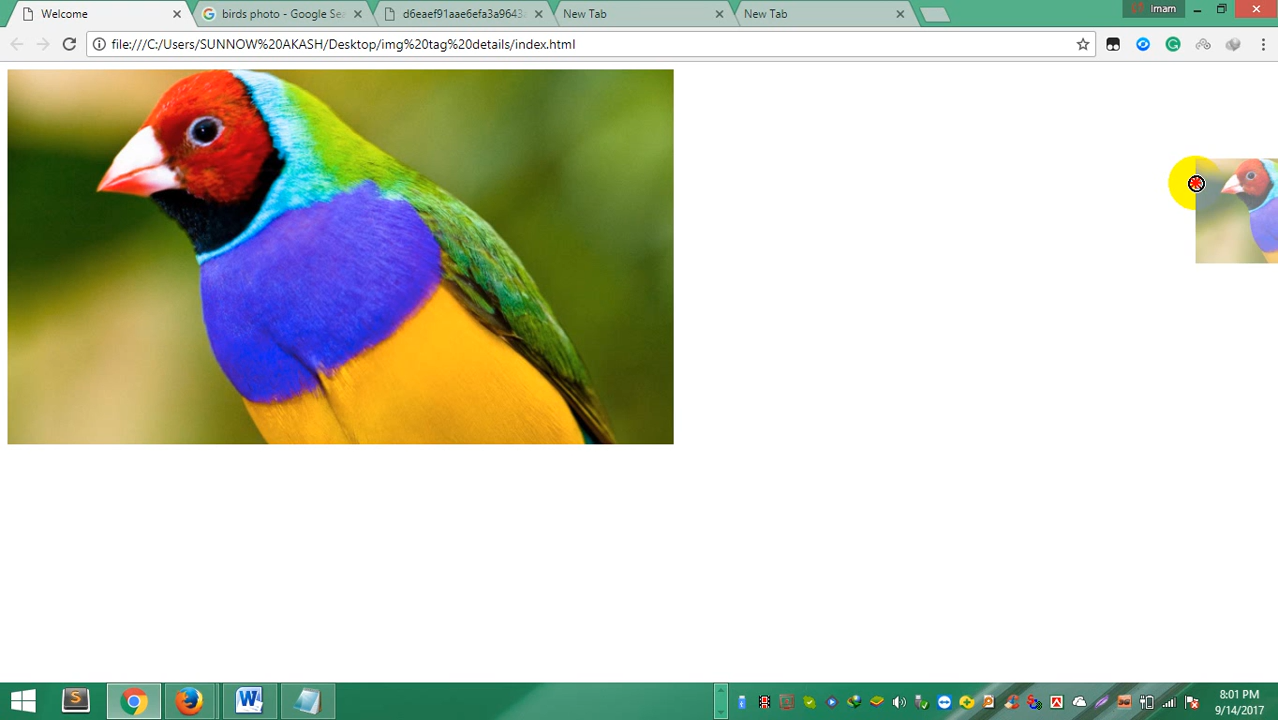 Welcome
birds photo - Google Sea
d6eaef91aae6efa3a9643
New Tab
New Tab
Imam
file:///C:/Users/SUNNOW%20AKASH/Desktop/img%20tag%20details/index.html
8:01 PM
9/14/2017